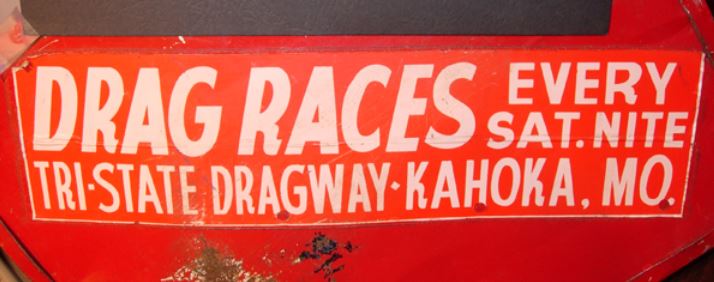 DRAG RACES EVERY SAT. NITE
TRI-STATE DRAGWAY·KAHOKA, MO.